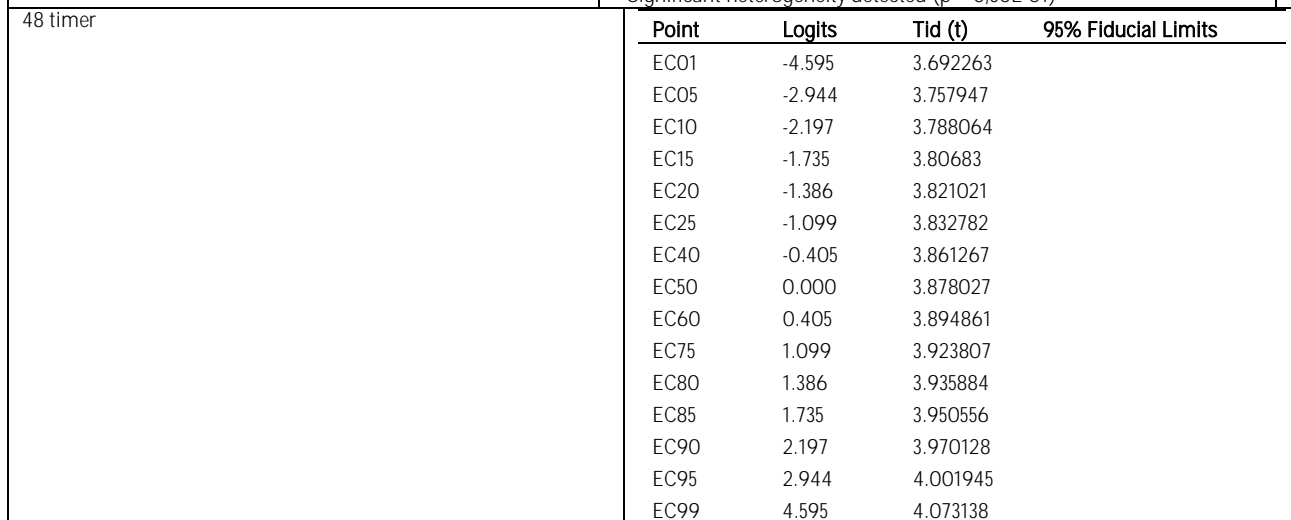 48 timer
Point Logits Tid (t) 95% Fiducial Limits
EC01 -4.595 3.692263
EC05 -2.944 3.757947
EC10 -2.197 3.788064
EC15 -1.735 3.80683
EC20 -1.386 3.821021
EC25 -1.099 3.832782
EC40 -0.405 3.861267
EC50 0.000 3.878027
EC60 0.405 3.894861
EC75 1.099 3.923807
EC80 1.386 3.935884
EC85 1.735 3.950556
EC90 2.197 3.970128
EC95 2.944 4.001945
EC99 4.595 4.073138